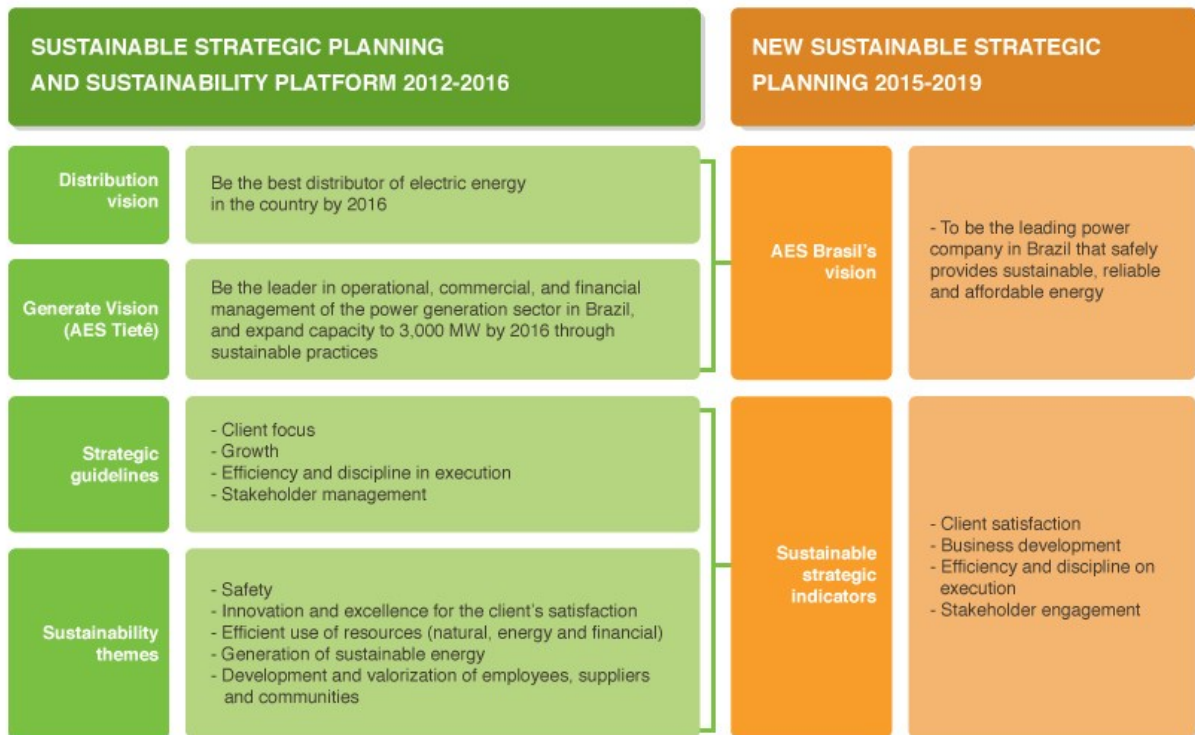 SUSTAINABLE STRATEGIC PLANNING
AND SUSTAINABILITY PLATFORM 2012-2016
NEW SUSTAINABLE STRATEGIC
PLANNING 2015-2019
Distribution
vision
Be the best distributor of electric energy
in the country by 2016
Generate Vision
(AES Tietê)
Be the leader in operational, commercial, and financial
management of the power generation sector in Brazil,
and expand capacity to 3,000 MW by 2016 through
sustainable practices
AES Brasil's
vision
- To be the leading power
company in Brazil that safely
provides sustainable, reliable
and affordable energy
Strategic
guidelines
- Client focus
- Growth
- Efficiency and discipline in execution
- Stakeholder management
Sustainability
themes
- Safety
- Innovation and excellence for the client's satisfaction
- Efficient use of resources (natural, energy and financial)
- Generation of sustainable energy
- Development and valorization of employees, suppliers
and communities
Sustainable
strategic
indicators
- Client satisfaction
- Business development
- Efficiency and discipline on
execution
- Stakeholder engagement